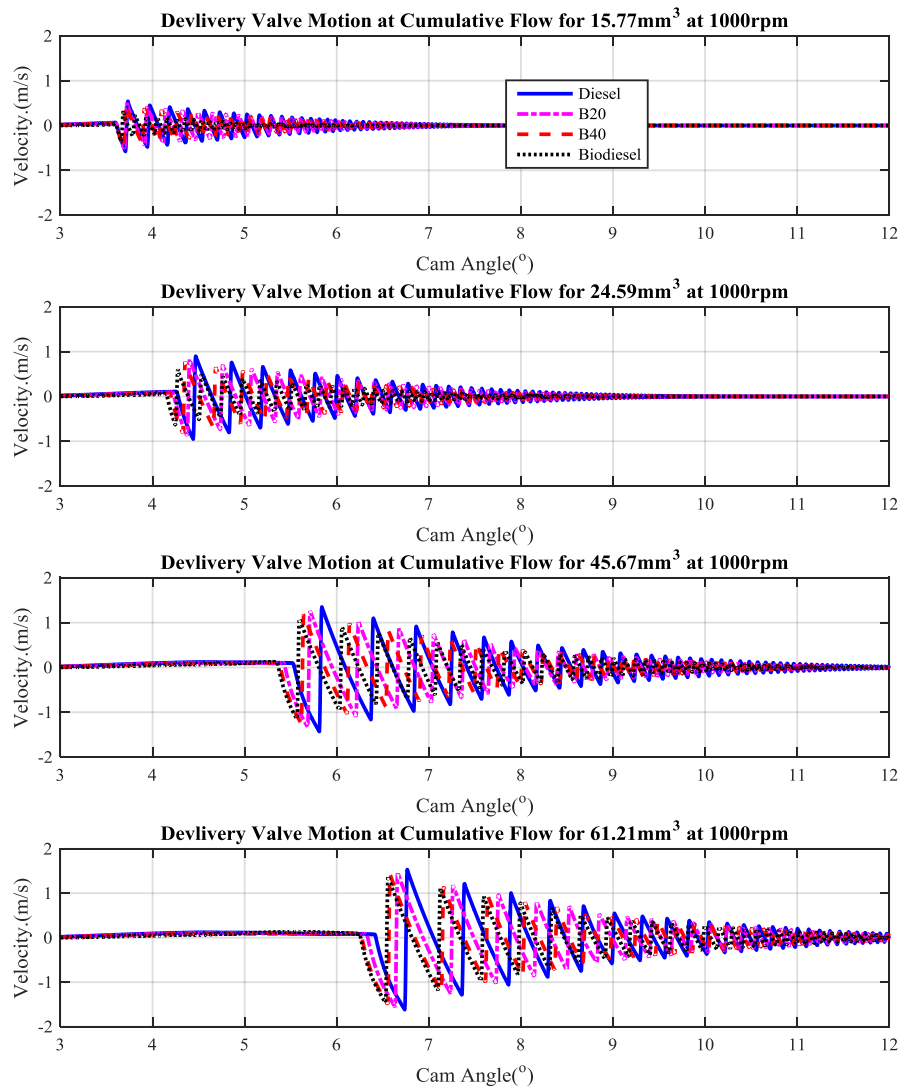 Devlivery Valve Motion at Cumulative Flow for 15.77mm³ at 1000rpm
2
1
0
-1
-2
Velocity.(m/s)
Diesel
B20
B40
Biodiesel
3 4 5 6 7 8 9 10 11 12
Cam Angle(°)
Devlivery Valve Motion at Cumulative Flow for 24.59mm³ at 1000rpm
2
1
0
-1
-2
Velocity.(m/s)
3 4 5 6 7 8 9 10 11 12
Cam Angle(°)
Devlivery Valve Motion at Cumulative Flow for 45.67mm³ at 1000rpm
2
1
0
-1
-2
Velocity.(m/s)
3 4 5 6 7 8 9 10 11 12
Cam Angle(°)
Devlivery Valve Motion at Cumulative Flow for 61.21mm³ at 1000rpm
2
1
0
-1
-2
Velocity.(m/s)
3 4 5 6 7 8 9 10 11 12
Cam Angle(°)